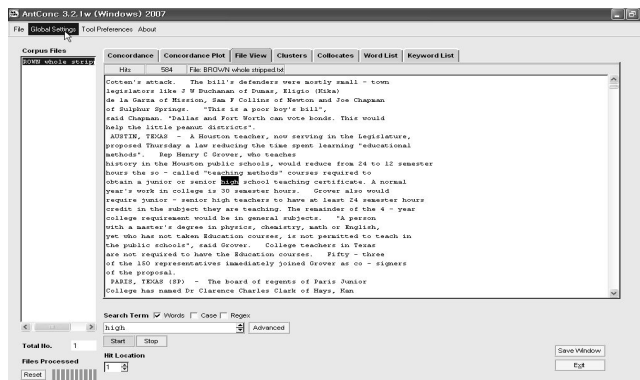 AntConc 3.2.1w (Windows) 2007
File Global Settings Tool Preferences About
Corpus Files
ROWN whole strip
Concordance Concordance Plot File View Clusters Collocates Word List Keyword List
Hits 584 File: BROWN whole stripped.txt
Cotten's attack. The bill's defenders were mostly small - town
legislators like J W Buchanan of Dumas, Eligio (Kika)
de la Garza of Mission, Sam F Collins of Newton and Joe Chapman
of Sulphur Springs. "This is a poor boy's bill",
said Chapman. "Dallas and Fort Worth can vote bonds. This would
help the little peanut districts".
AUSTIN, TEXAS - A Houston teacher, now serving in the Legislature,
proposed Thursday a law reducing the time spent learning "educational
methods". Rep Henry C Grover, who teaches
history in the Houston public schools, would reduce from 24 to 12 semester
hours the so - called "teaching methods" courses required to
obtain a junior or senior high school teaching certificate. A normal
year's work in college is 30 semester hours. Grover also would
require junior - senior high teachers to have at least 24 semester hours
credit in the subject they are teaching. The remainder of the 4 - year
college requirement would be in general subjects. "A person
with a master's degree in physics, chemistry, math or English,
yet who has not taken Education courses, is not permitted to teach in
the public schools", said Grover. College teachers in Texas
are not required to have the Education courses. Fifty - three
of the 150 representatives immediately joined Grover as co - signers
of the proposal.
PARIS, TEXAS (SP) - The board of regents of Paris Junior
College has named Dr Clarence Charles Clark of Hays, Kan
Search Term Words Case Regex
high Advanced
Start Stop
Total No. 1
Hit Location
Save Window
Files Processed
1
Exit
Reset